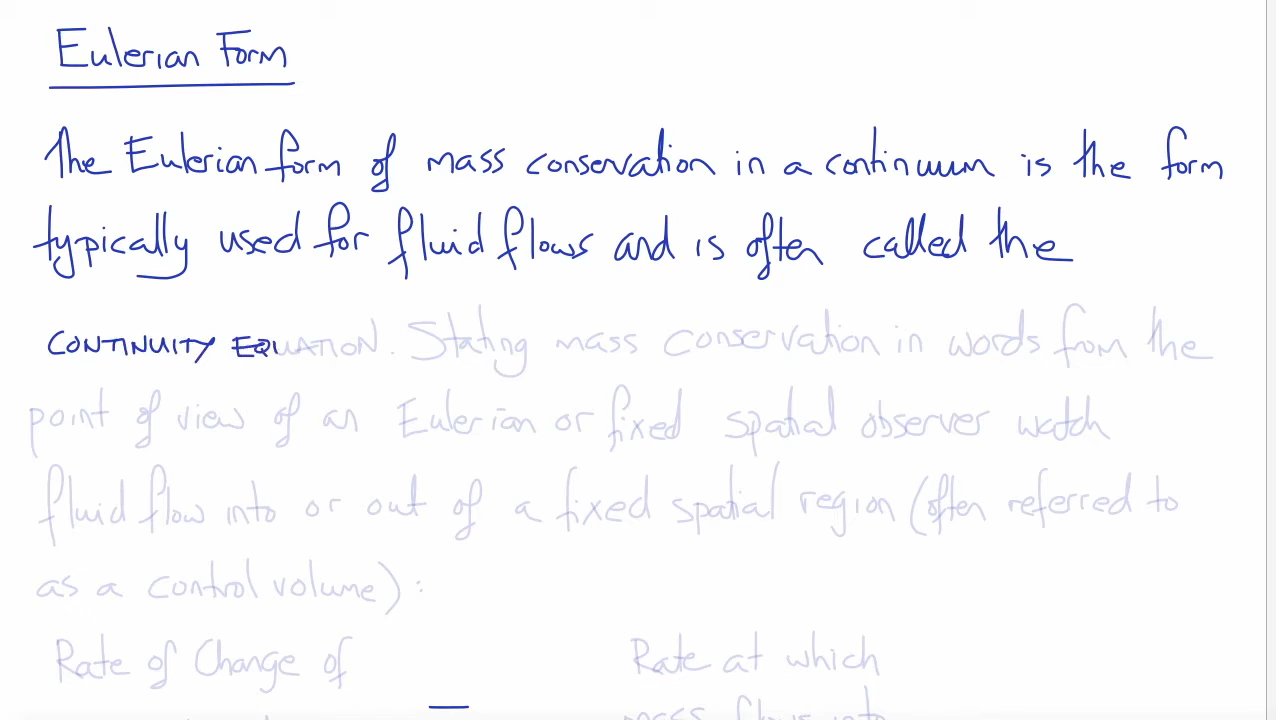 Eulerian Form
The Eulerian form of mass conservation in a continuum is the form
typically used for fluid flows and is often called the
CONTINUITY EQUATION. Stating mass conservation in words from the
point of view of an Eulerian or fixed spatial observer watch
fluid flow into or out of a fixed spatial region (often referred to
as a control volume):
Rate of Change of
Rate at which
mass flows into